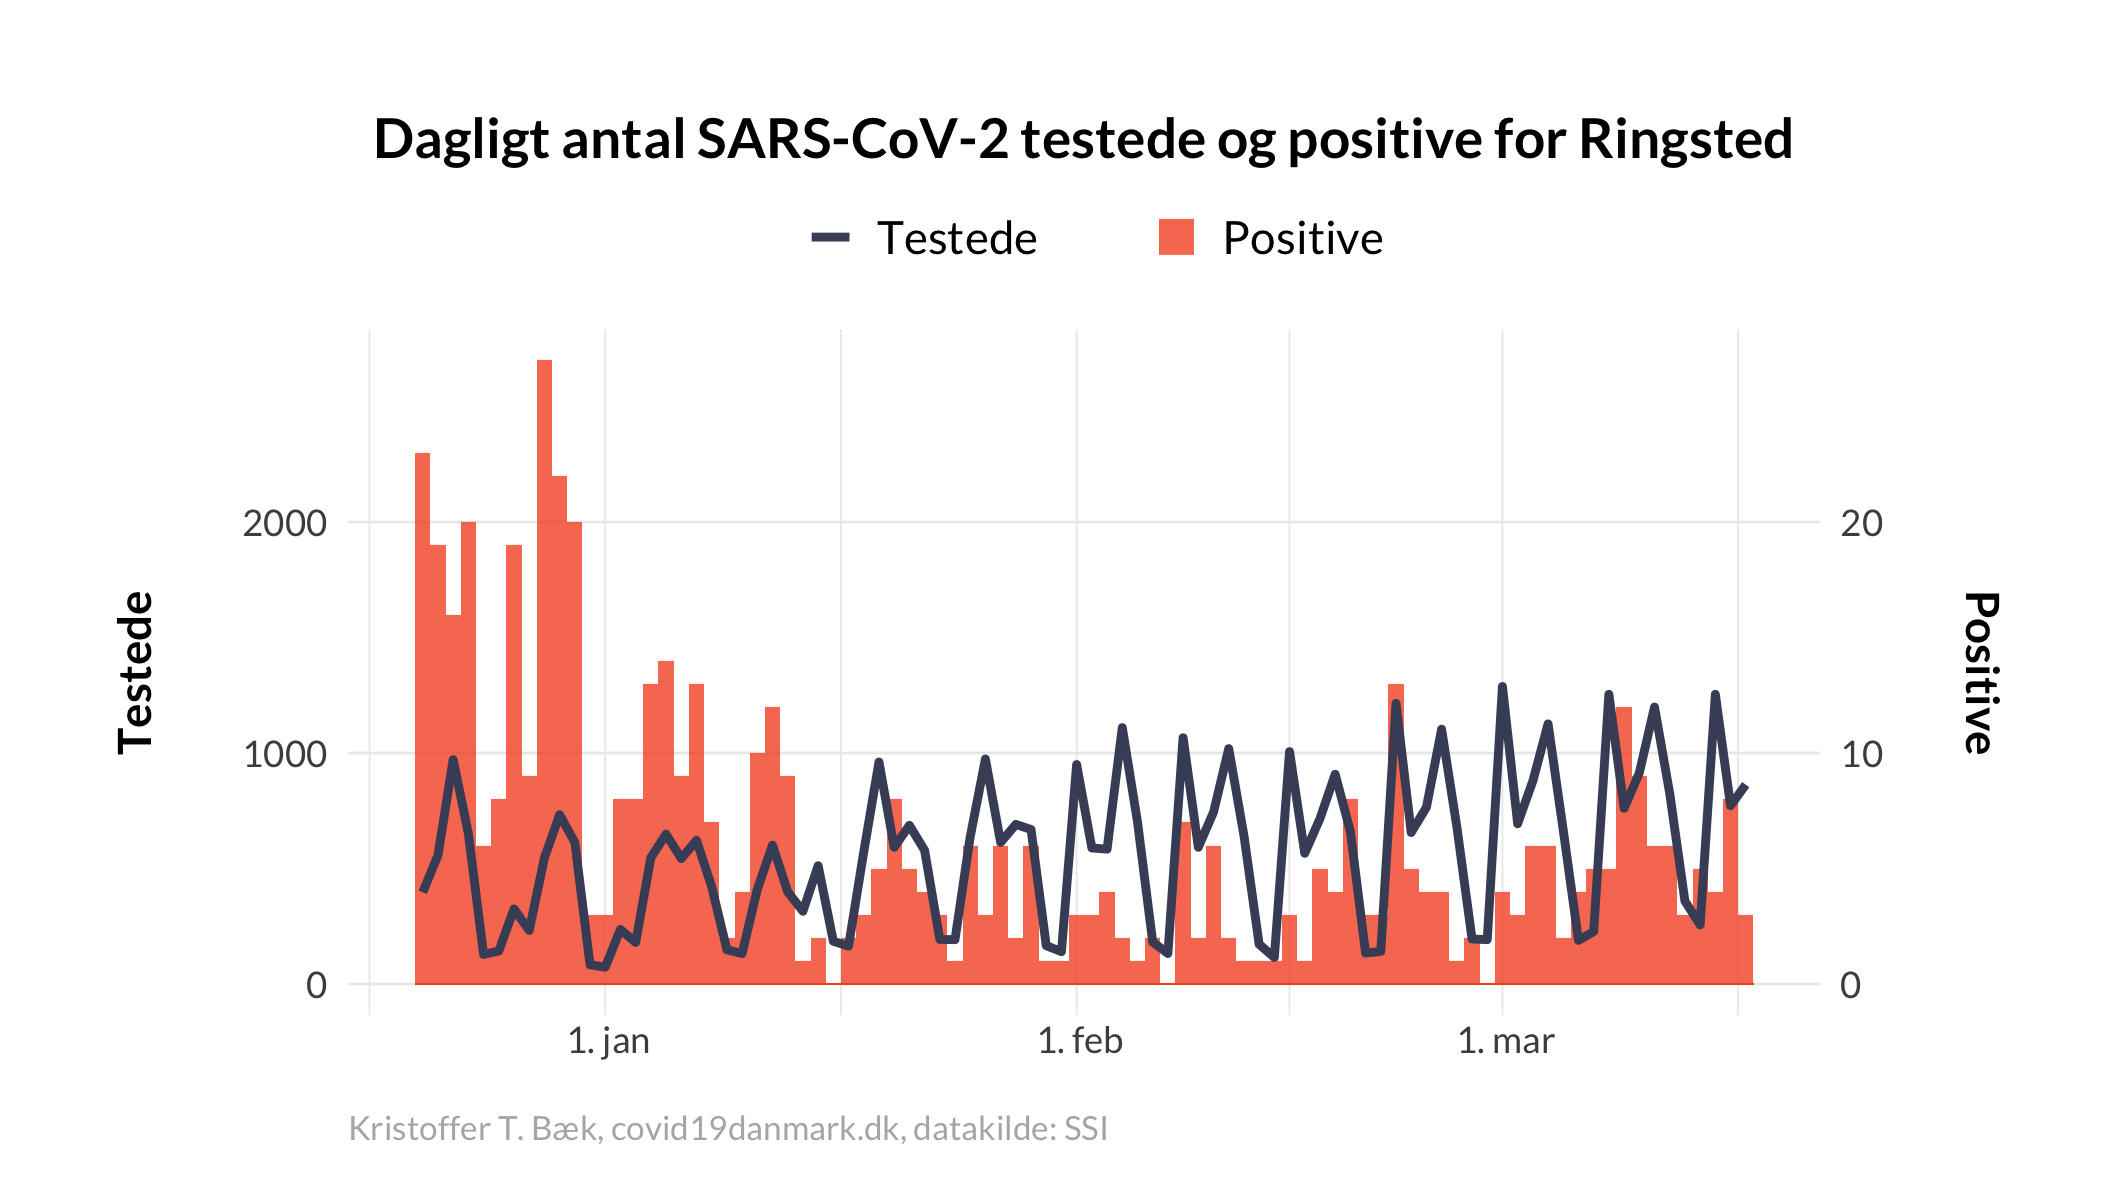 Dagligt antal SARS-CoV-2 testede og positive for Ringsted
Testede
Positive
2000
1000
0
Testede
20
10
0
Positive
1. jan
1. feb
1. mar
Kristoffer T. Bæk, covid19danmark.dk, datakilde: SSI